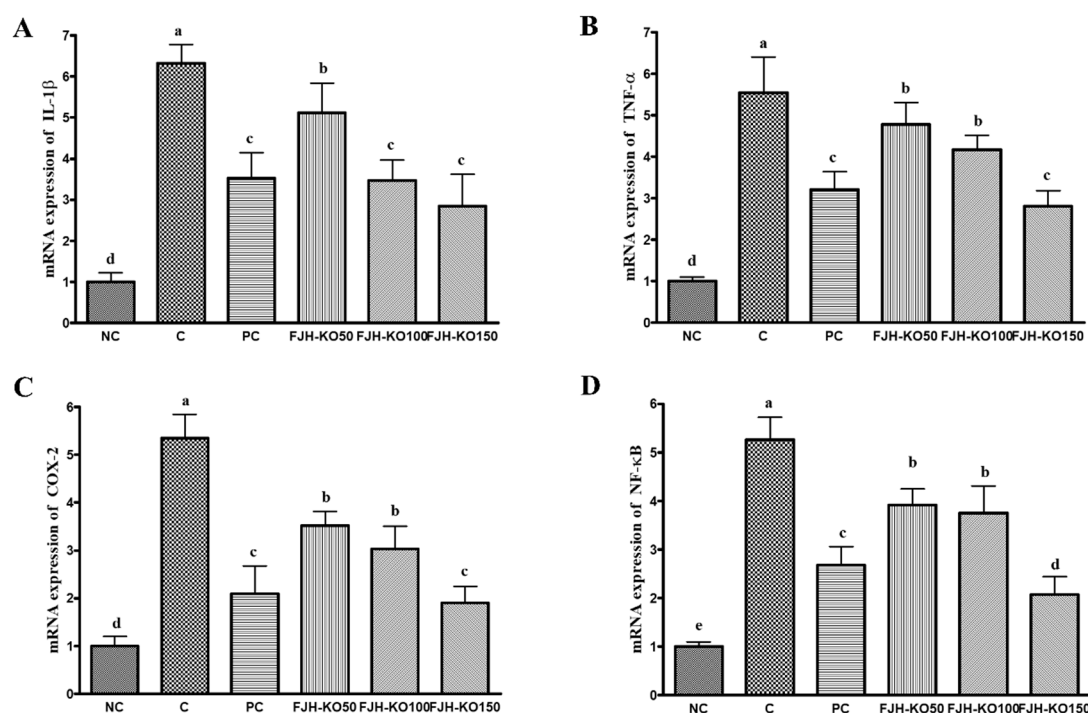 A
mRNA expression of IL-1β
7
6
5
4
3
2
1
0
a
b
c
c
c
d
NC C PC FJH-KO50 FJH-KO100 FJH-KO150
B
mRNA expression of TNF-α
7
6
5
4
3
2
1
0
a
b
b
c
c
d
NC C PC FJH-KO50 FJH-KO100 FJH-KO150
C
mRNA expression of COX-2
6
5
4
3
2
1
0
a
b
b
c
c
d
NC C PC FJH-KO50 FJH-KO100 FJH-KO150
D
mRNA expression of NF-κB
6
5
4
3
2
1
0
a
b
b
c
d
e
NC C PC FJH-KO50 FJH-KO100 FJH-KO150